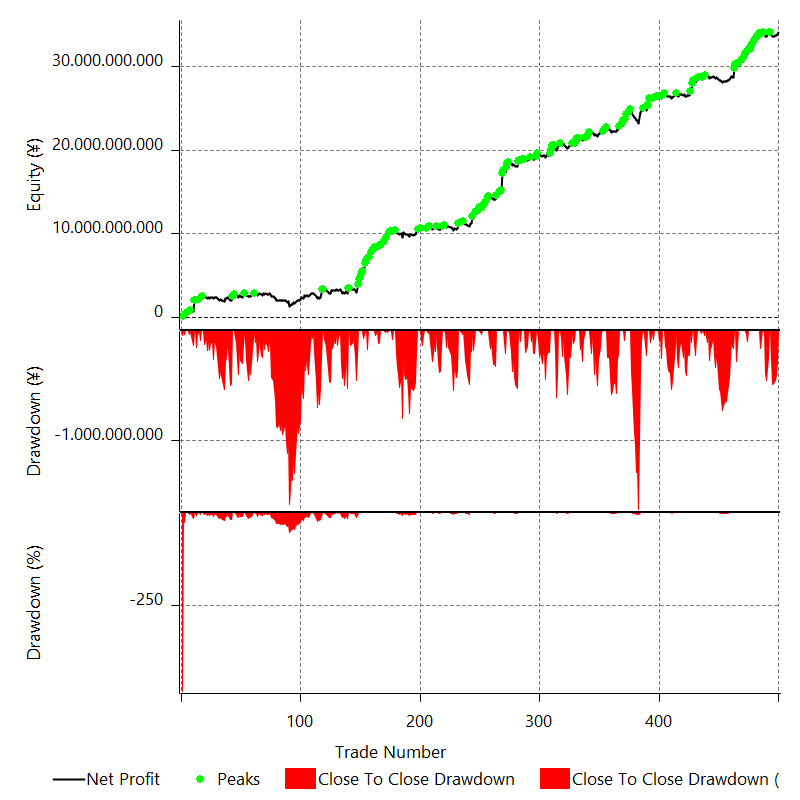 30.000.000.000
20.000.000.000
10.000.000.000
0
Equity (¥)
-1.000.000.000
Drawdown (¥)
-250
Drawdown (%)
100 200 300 400
Trade Number
Net Profit Peaks Close To Close Drawdown Close To Close Drawdown (